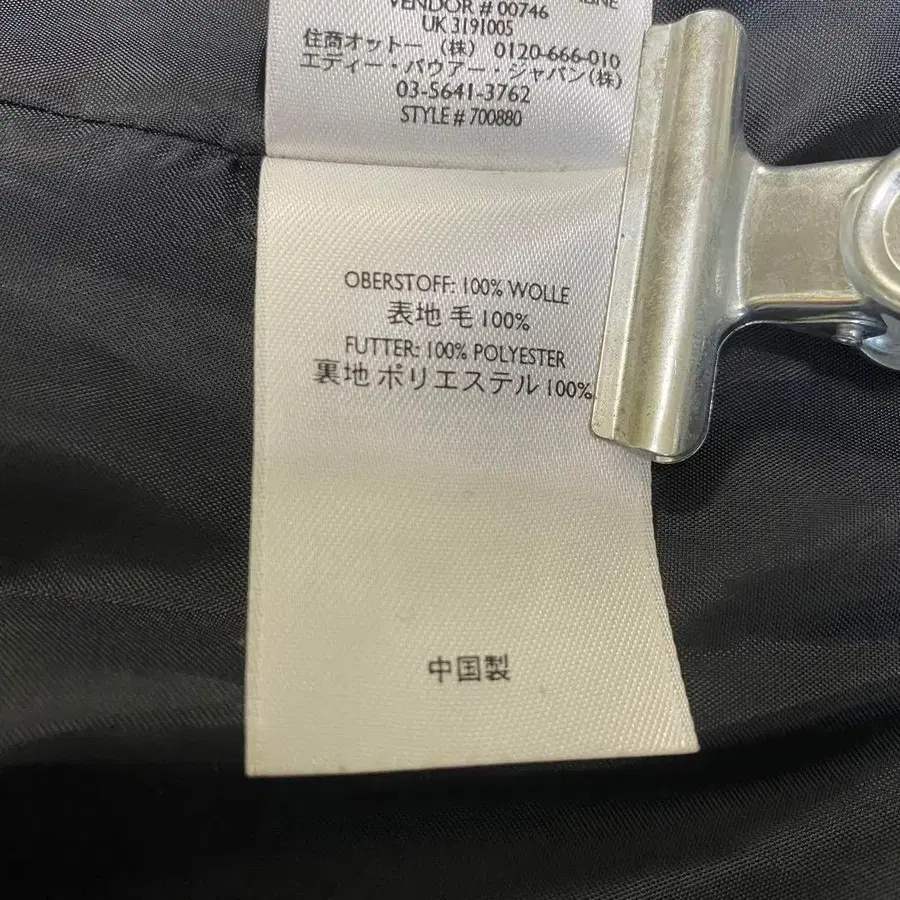 VENDOR # 00746
UK 3191005
住商オットー (株) 0120-666-010
エディー・バウアー・ジャパン(株)
03-5641-3762
STYLE # 700880
OBERSTOFF: 100% WOLLE
表地 毛 100%
FUTTER: 100% POLYESTER
裏地 ポリエステル 100%
中国製